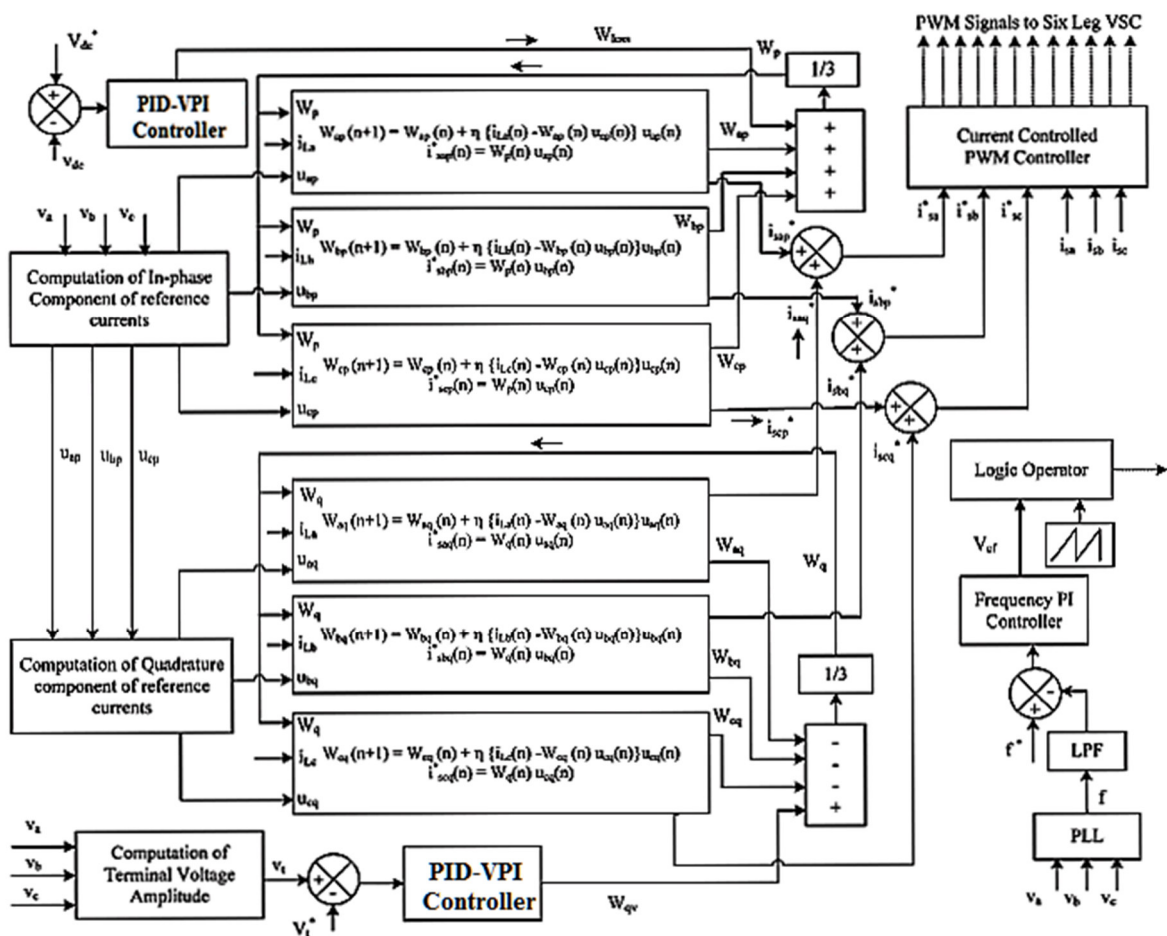 V_dc*
PID-VPI
Controller
v_dc
W_loss
W_p
1/3
PWM Signals to Six Leg VSC
Current Controlled
PWM Controller
i*_sa
i*_sb
i*_sc
i_sa
i_sb
i_sc
W_p
i_La
u_ap
W_ap(n+1) = W_ap(n) + η {i_La(n) -W_ap(n) u_ap(n)} u_ap(n)
i*_sap(n) = W_p(n) u_ap(n)
W_ap
+
+
+
+
v_a
v_b
v_c
Computation of In-phase
Component of reference
currents
W_p
i_Lb
u_bp
W_bp(n+1) = W_bp(n) + η {i_Lb(n) -W_bp(n) u_bp(n)}u_bp(n)
i*_sbp(n) = W_p(n) u_bp(n)
W_bp
i_sap*
+
+
i_saq*
i_sbp*
+
+
W_p
i_Lc
u_cp
W_cp(n+1) = W_cp(n) + η {i_Lc(n) -W_cp(n) u_cp(n)}u_cp(n)
i*_scp(n) = W_p(n) u_cp(n)
W_cp
i_sbq*
i_scp*
+
+
i_scq*
u_ap
u_bp
u_cp
W_q
i_La
u_aq
W_aq(n+1) = W_aq(n) + η {i_La(n) -W_aq(n) u_aq(n)}u_aq(n)
i*_saq(n) = W_q(n) u_aq(n)
W_aq
W_q
Logic Operator
V_cf
Frequency PI
Controller
Computation of Quadrature
component of reference
currents
W_q
i_Lb
u_bq
W_bq(n+1) = W_bq(n) + η {i_Lb(n) -W_bq(n) u_bq(n)}u_bq(n)
i*_sbq(n) = W_q(n) u_bq(n)
W_bq
1/3
-
+
f*
LPF
f
PLL
v_a
v_b
v_c
W_q
i_Lc
u_cq
W_cq(n+1) = W_cq(n) + η {i_Lc(n) -W_cq(n) u_cq(n)}u_cq(n)
i*_scq(n) = W_q(n) u_cq(n)
W_cq
-
-
-
+
v_a
v_b
v_c
Computation of
Terminal Voltage
Amplitude
v_t
+
-
V_t*
PID-VPI
Controller
W_qv